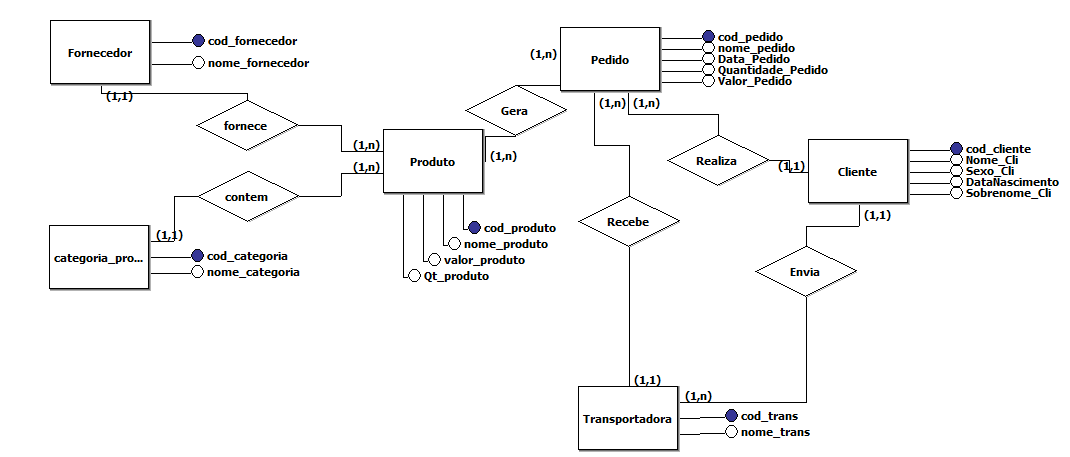 Fornecedor
cod_fornecedor
nome_fornecedor
(1,1)
fornece
(1,n)
Produto
(1,n)
contem
(1,1)
categoria_pro...
cod_categoria
nome_categoria
cod_produto
nome_produto
valor_produto
Qt_produto
(1,n)
Gera
(1,n)
Pedido
cod_pedido
nome_pedido
Data_Pedido
Quantidade_Pedido
Valor_Pedido
(1,n)
(1,n)
Realiza
(1,1)
Cliente
cod_cliente
Nome_Cli
Sexo_Cli
DataNascimento
Sobrenome_Cli
(1,1)
Recebe
Envia
(1,1)
(1,n)
Transportadora
cod_trans
nome_trans